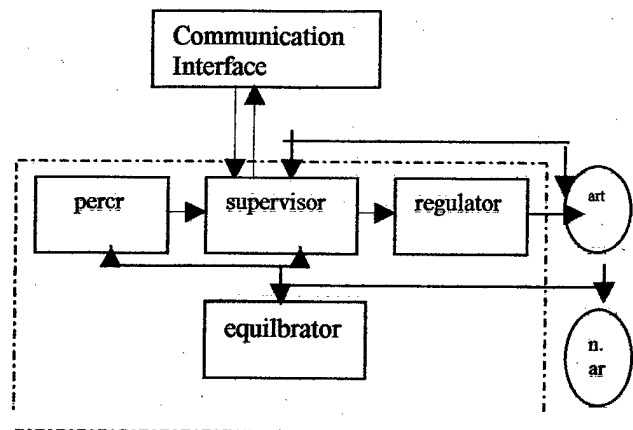 Communication
Interface
percr
supervisor
regulator
art
equilbrator
n.
ar